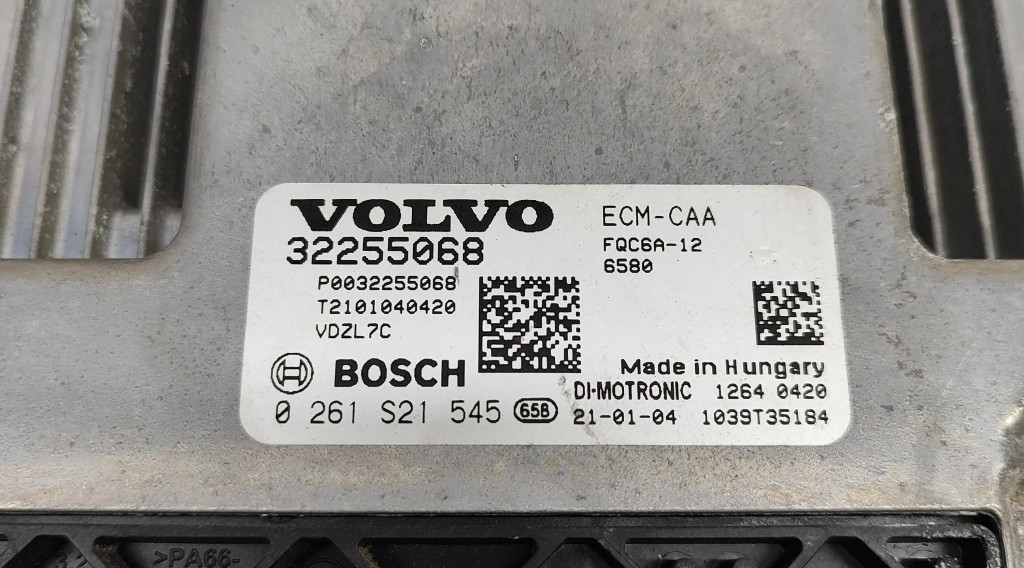 VOLVO
32255068
P0032255068
T2101040420
VDZL7C
BOSCH
0 261 S21 545 65B
ECM-CAA
FQC6A-12
6580
Made in Hungary
DI-MOTRONIC 1264 0420
21-01-04 1039T35184
>PA66-